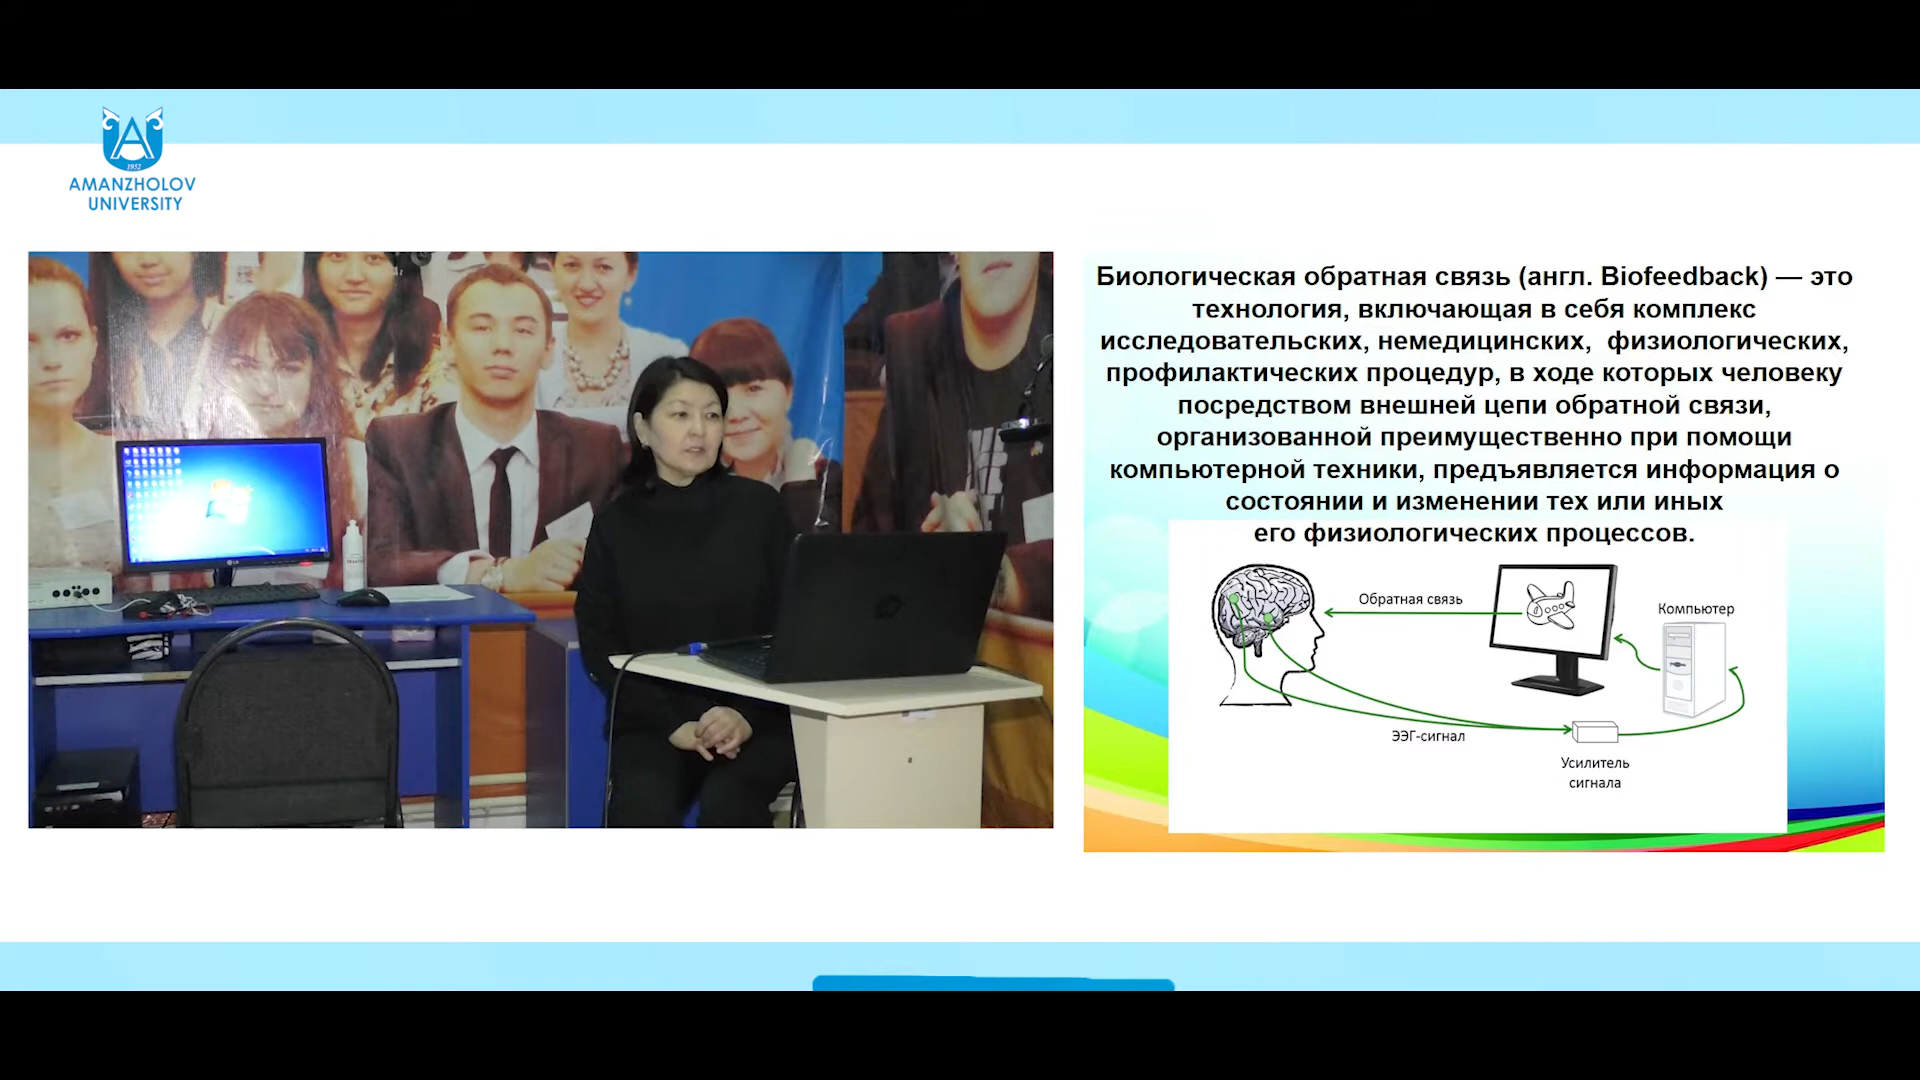 1952
AMANZHOLOV
UNIVERSITY
Биологическая обратная связь (англ. Biofeedback) — это
технология, включающая в себя комплекс
исследовательских, немедицинских, физиологических,
профилактических процедур, в ходе которых человеку
посредством внешней цепи обратной связи,
организованной преимущественно при помощи
компьютерной техники, предъявляется информация о
состоянии и изменении тех или иных
его физиологических процессов.
Обратная связь
Компьютер
ЭЭГ-сигнал
Усилитель
сигнала